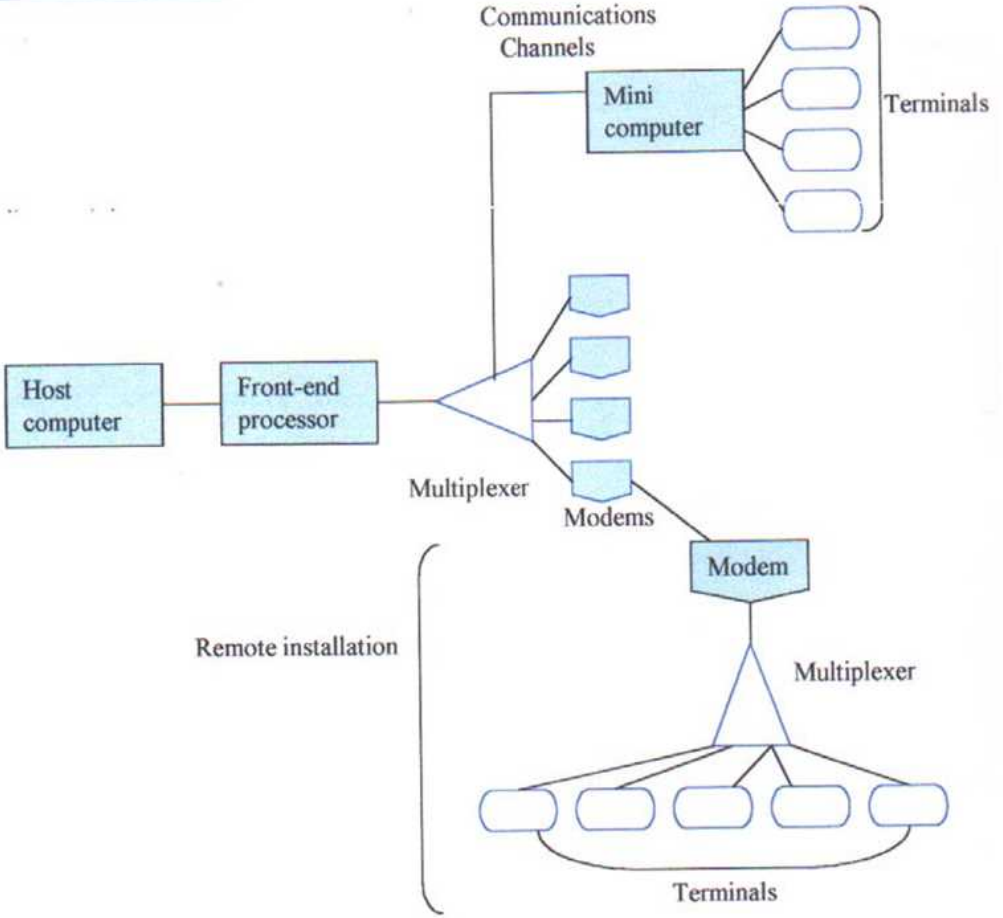 Communications
Channels
Mini
computer
Terminals
Host
computer
Front-end
processor
Multiplexer
Modems
Modem
Remote installation
Multiplexer
Terminals